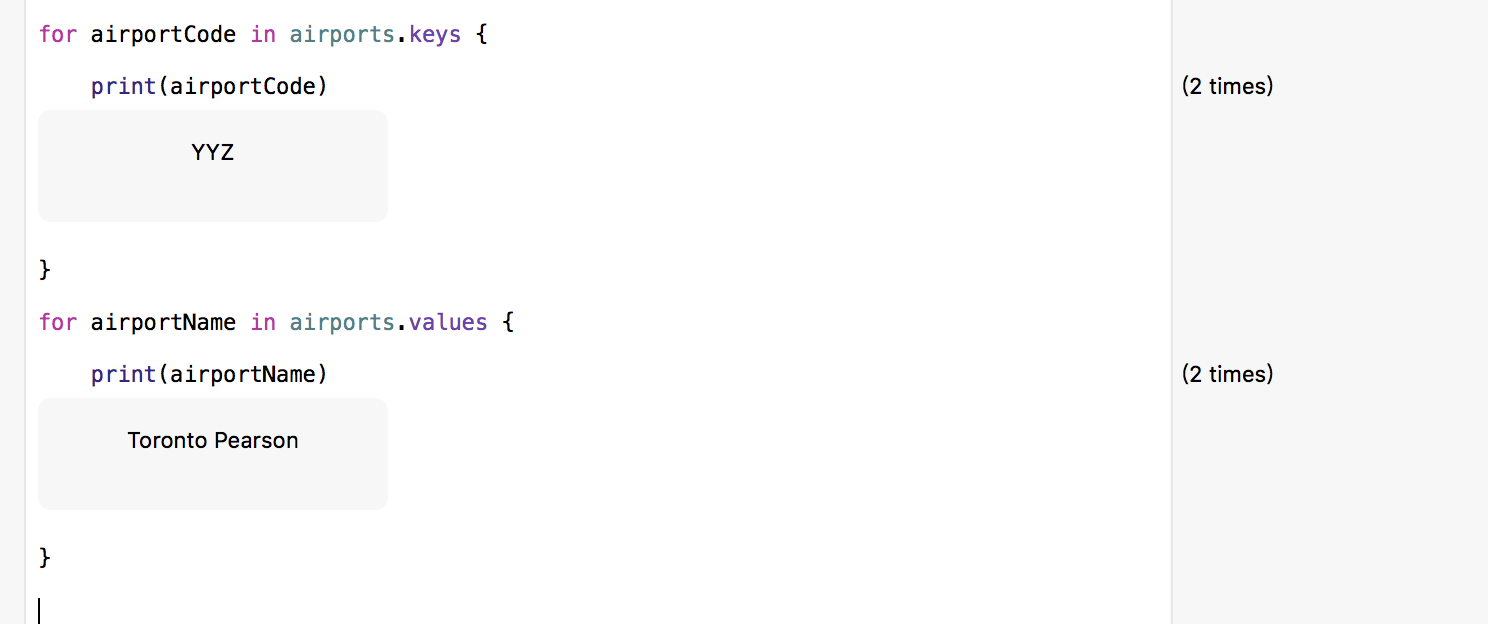 for airportCode in airports.keys {
    print(airportCode) (2 times)
YYZ
}
for airportName in airports.values {
    print(airportName) (2 times)
Toronto Pearson
}